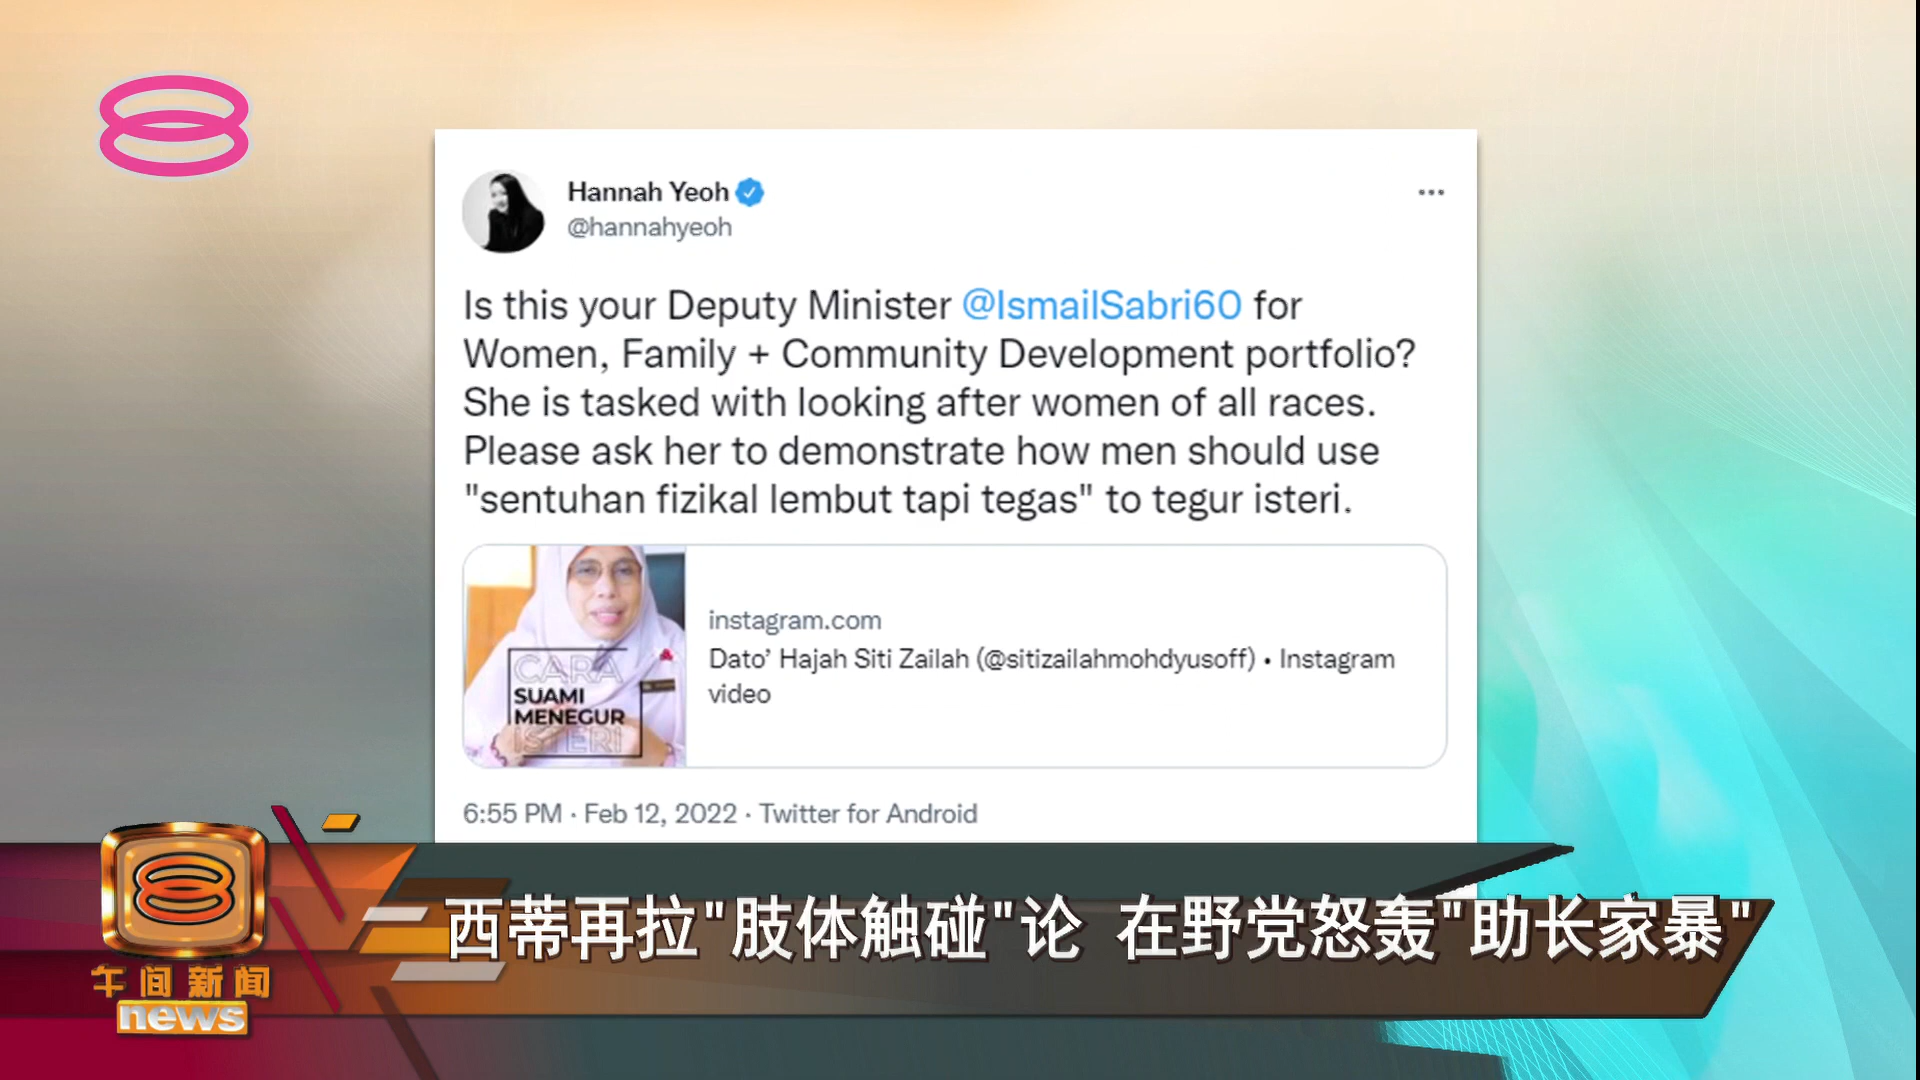 Hannah Yeoh
@hannahyeoh
Is this your Deputy Minister @IsmailSabri60 for
Women, Family + Community Development portfolio?
She is tasked with looking after women of all races.
Please ask her to demonstrate how men should use
"sentuhan fizikal lembut tapi tegas" to tegur isteri.
CARA
SUAMI
MENEGUR
ISTERI
instagram.com
Dato’ Hajah Siti Zailah (@sitizailahmohdyusoff) • Instagram
video
6:55 PM · Feb 12, 2022 · Twitter for Android
西蒂再拉"肢体触碰"论 在野党怒轰"助长家暴"
午间新闻
news